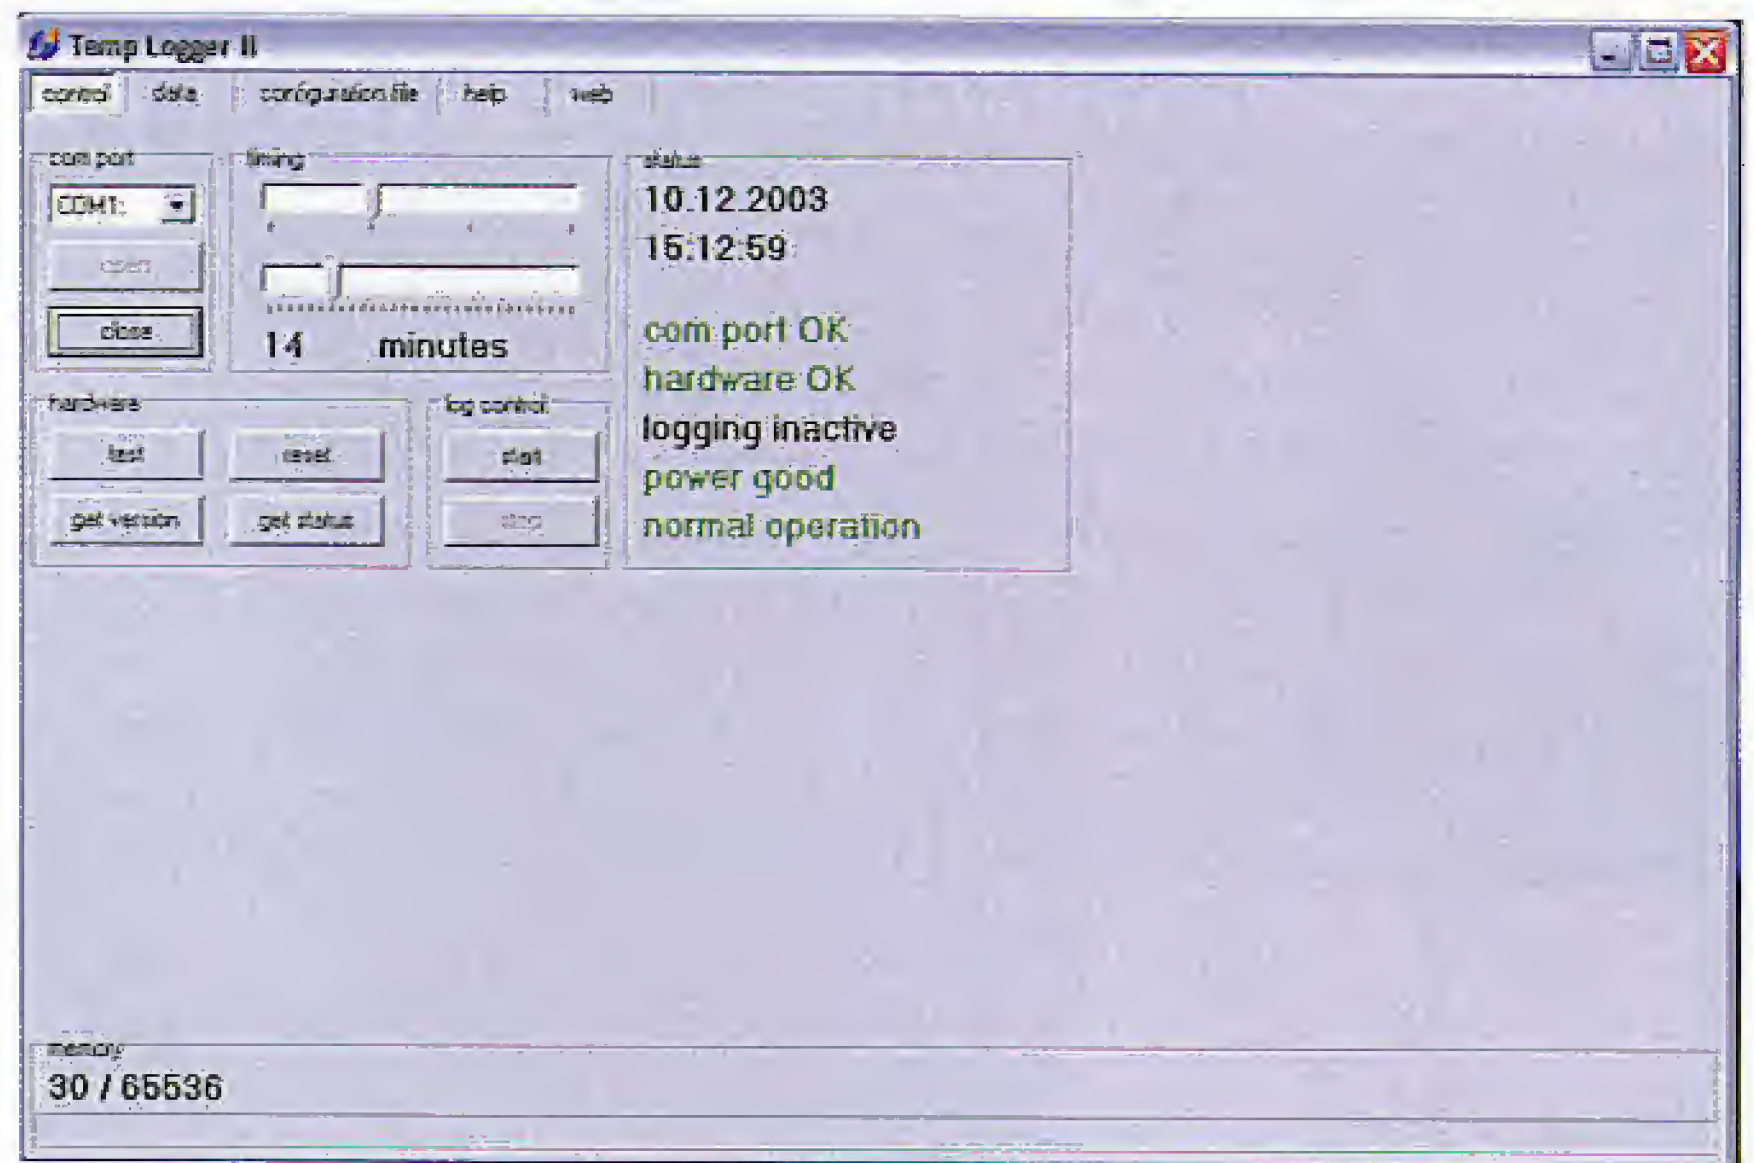 Temp Logger II
control data configuration file help web
com port
COM1:
open
close
timing
14 minutes
status
10.12.2003
15:12:59
com port OK
hardware OK
logging inactive
power good
normal operation
hardware
test reset
get version get status
log control
start
stop
memory
30 / 65536